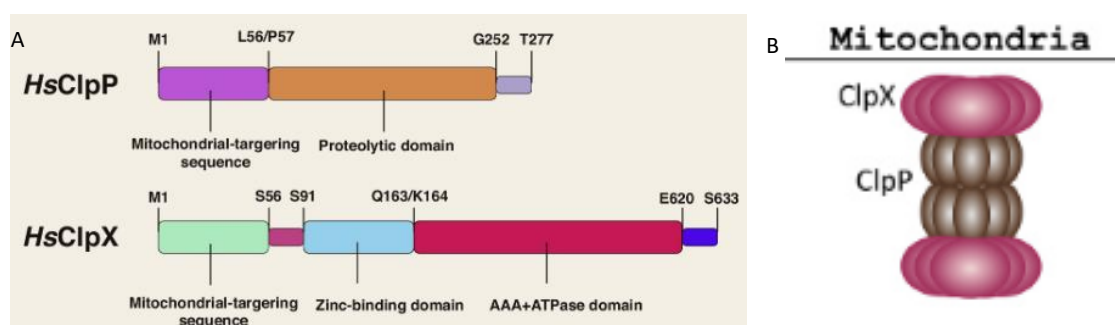 A
M1 L56/P57 G252 T277
HsClpP
Mitochondrial-targering
sequence
Proteolytic domain
M1 S56 S91 Q163/K164 E620 S633
HsClpX
Mitochondrial-targering
sequence
Zinc-binding domain
AAA+ATPase domain
B
Mitochondria
ClpX
ClpP